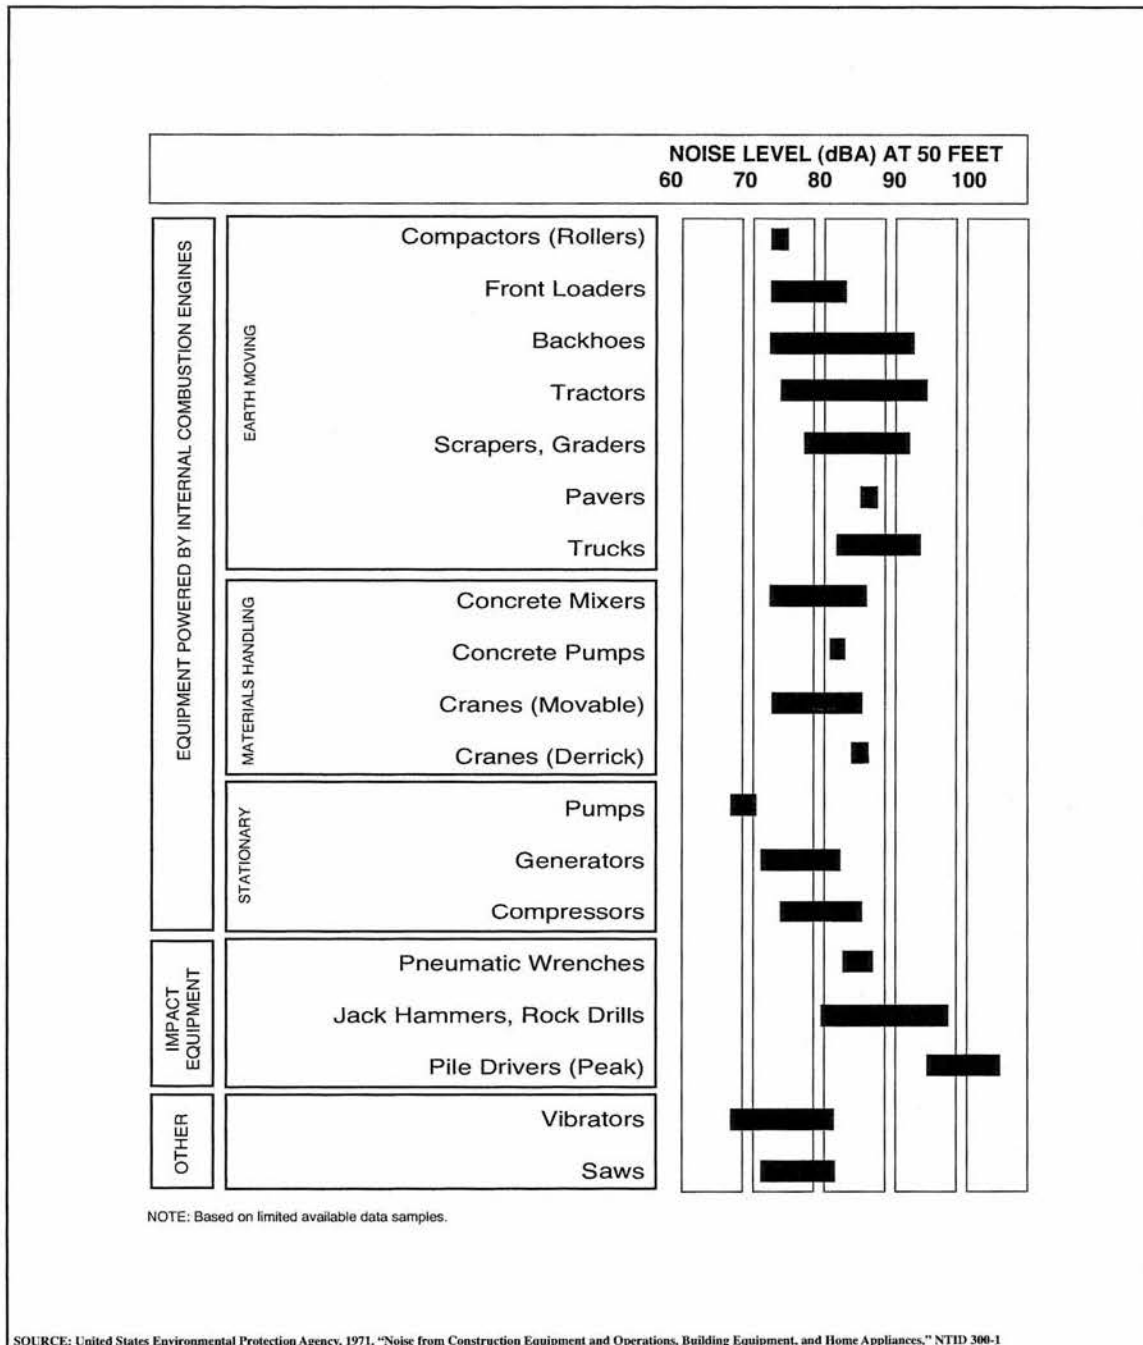 NOISE LEVEL (dBA) AT 50 FEET
60 70 80 90 100
EQUIPMENT POWERED BY INTERNAL COMBUSTION ENGINES
EARTH MOVING
Compactors (Rollers)
Front Loaders
Backhoes
Tractors
Scrapers, Graders
Pavers
Trucks
MATERIALS HANDLING
Concrete Mixers
Concrete Pumps
Cranes (Movable)
Cranes (Derrick)
STATIONARY
Pumps
Generators
Compressors
IMPACT
EQUIPMENT
Pneumatic Wrenches
Jack Hammers, Rock Drills
Pile Drivers (Peak)
OTHER
Vibrators
Saws
NOTE: Based on limited available data samples.
SOURCE: United States Environmental Protection Agency, 1971, "Noise from Construction Equipment and Operations, Building Equipment, and Home Appliances," NTID 300-1